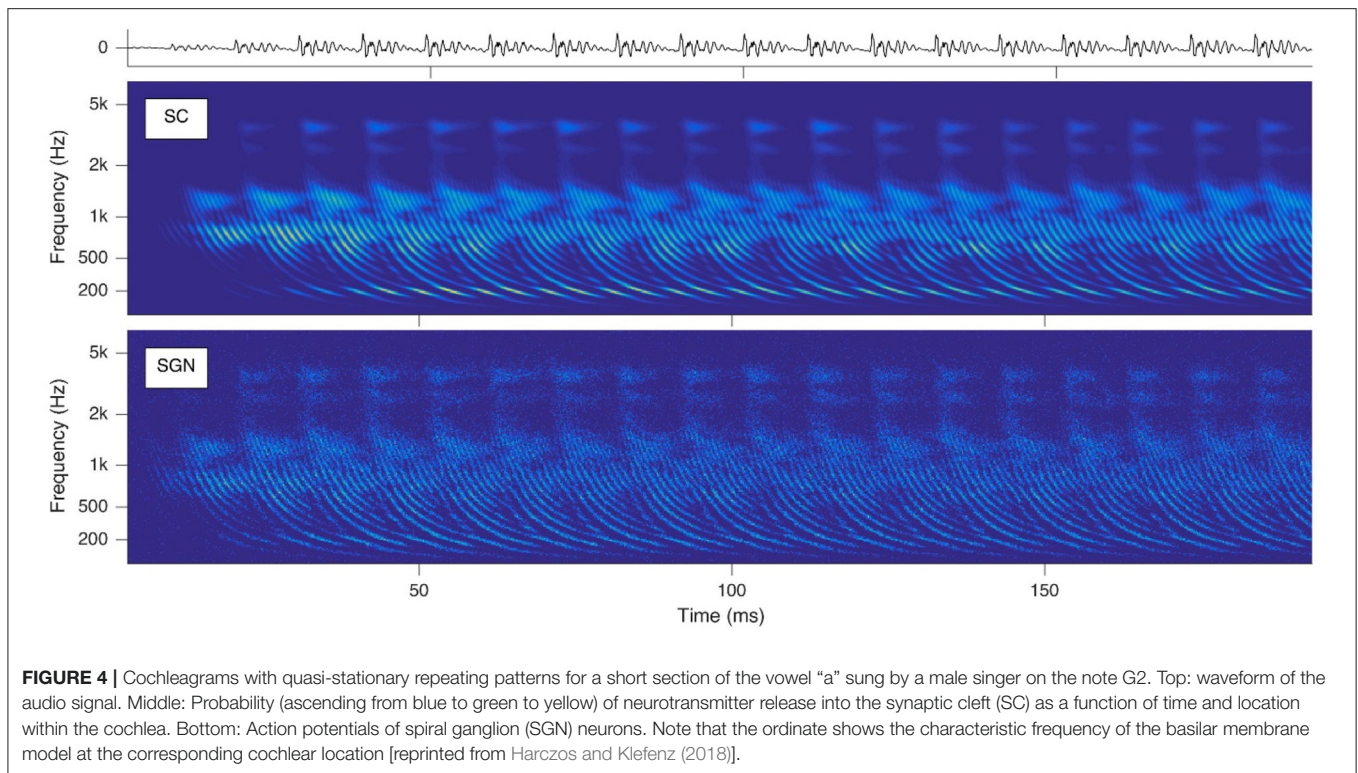 0
5k
SC
2k
Frequency (Hz)
1k
500
200
5k
SGN
2k
Frequency (Hz)
1k
500
200
50 100 150
Time (ms)
FIGURE 4 | Cochleagrams with quasi-stationary repeating patterns for a short section of the vowel “a” sung by a male singer on the note G2. Top: waveform of the
audio signal. Middle: Probability (ascending from blue to green to yellow) of neurotransmitter release into the synaptic cleft (SC) as a function of time and location
within the cochlea. Bottom: Action potentials of spiral ganglion (SGN) neurons. Note that the ordinate shows the characteristic frequency of the basilar membrane
model at the corresponding cochlear location [reprinted from Harczos and Klefenz (2018)].